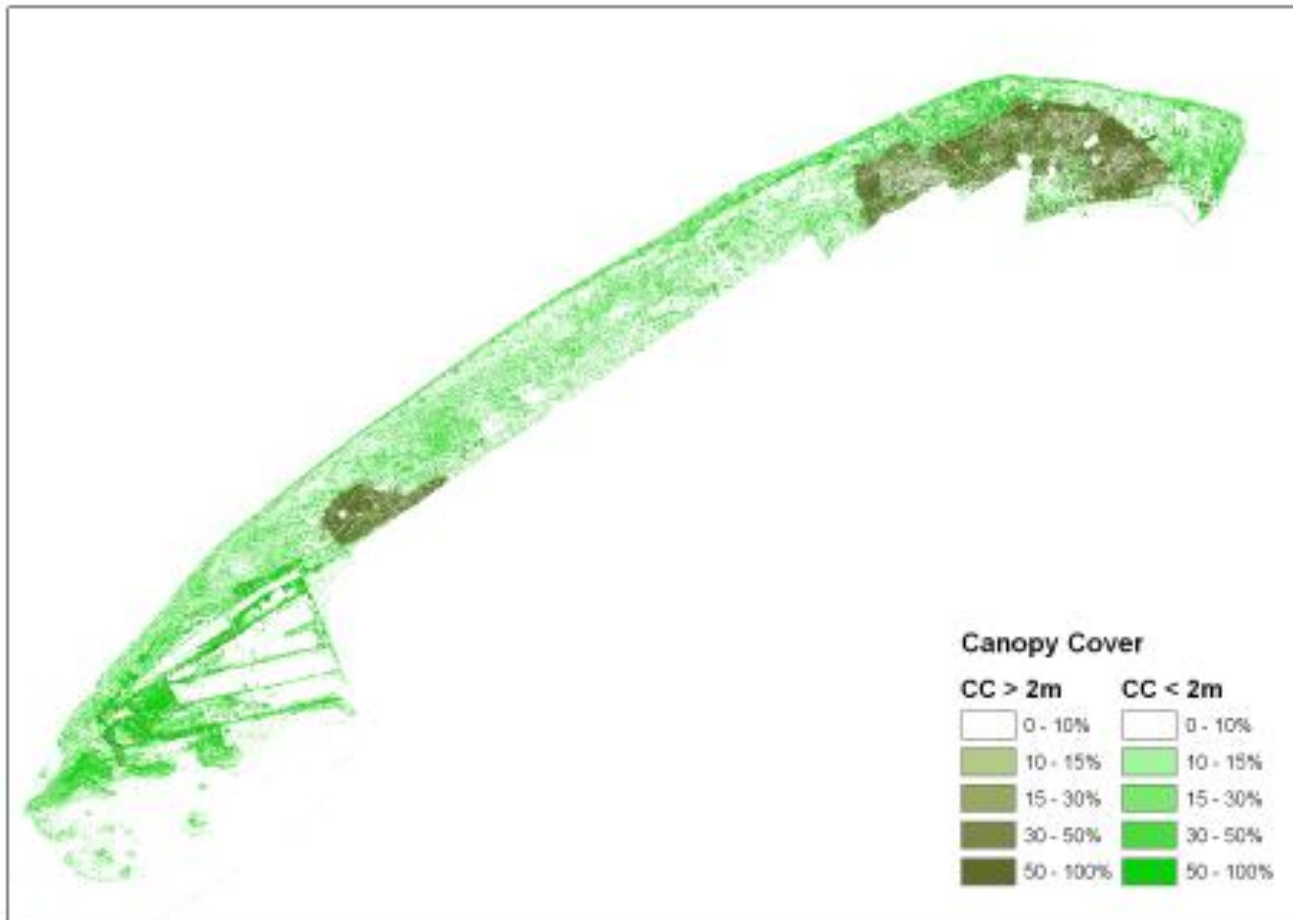 Canopy Cover
CC > 2m CC < 2m
0 - 10% 0 - 10%
10 - 15% 10 - 15%
15 - 30% 15 - 30%
30 - 50% 30 - 50%
50 - 100% 50 - 100%